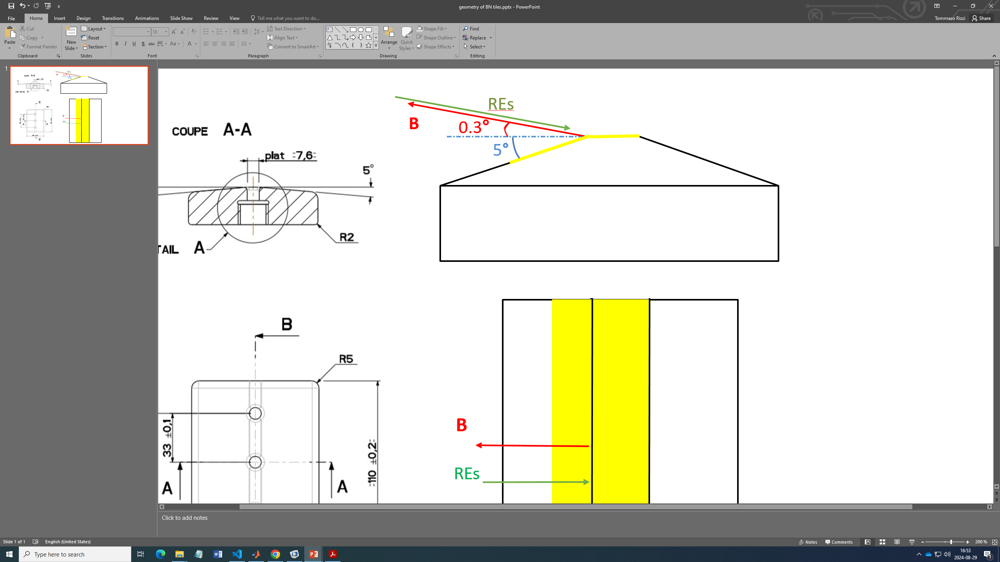 geometry of BN tiles.pptx - PowerPoint
File
Home
Insert
Design
Transitions
Animations
Slide Show
Review
View
Tell me what you want to do...
Tommaso Rizzi
Share
Paste
Cut
Copy
Format Painter
Clipboard
New
Slide
Layout
Reset
Section
Slides
18
B I U S abc AV Aa A
Font
Text Direction
Align Text
Convert to SmartArt
Paragraph
Arrange
Quick
Styles
Shape Fill
Shape Outline
Shape Effects
Drawing
Find
Replace
Select
Editing
1
COUPE A-A
plat 7,6
5°
R2
TAIL A
REs
B
0.3°
5°
B
R5
33 ±0,1
110 ±0,2
A
A
B
REs
Click to add notes
Slide 1 of 1
English (United States)
Notes
Comments
200 %
Type here to search
16:53
2024-08-29
1